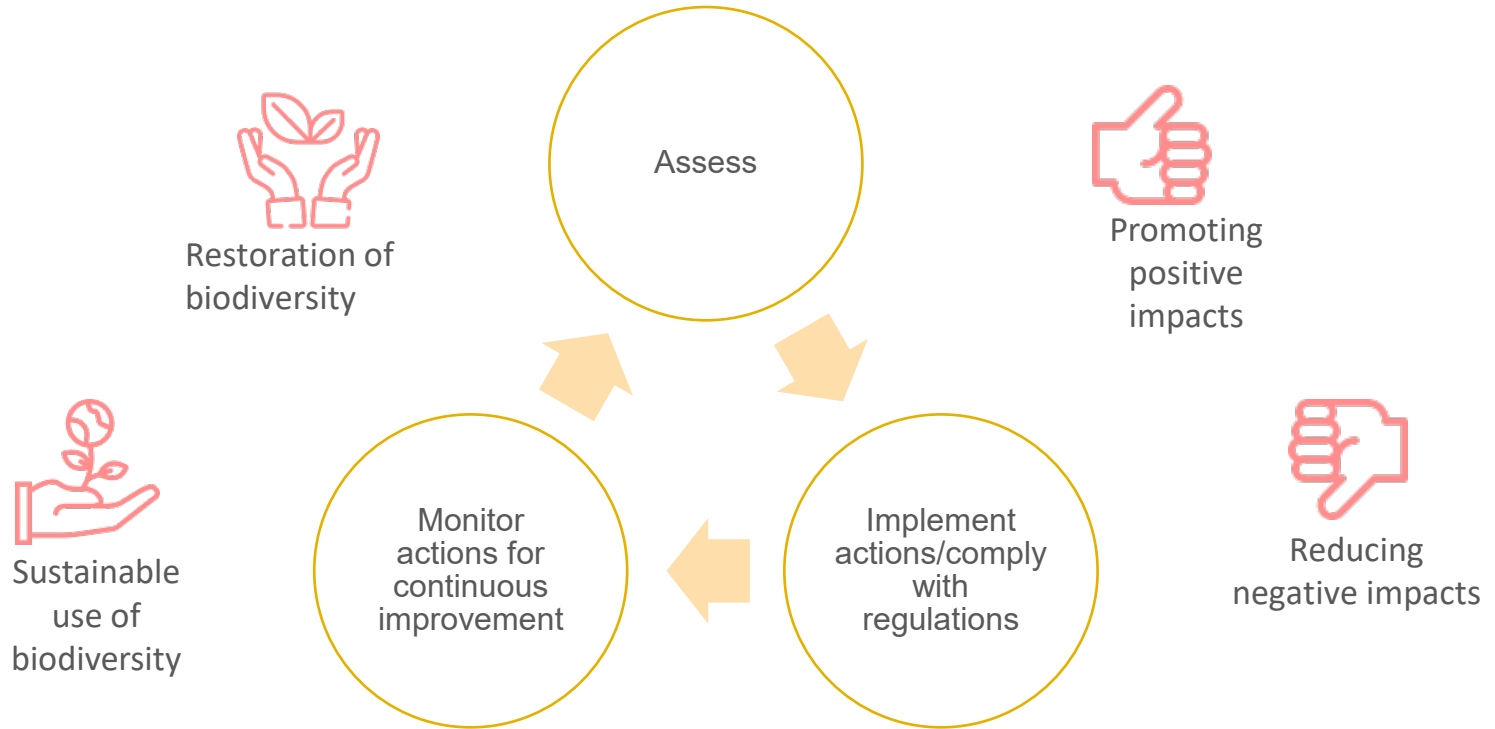 Assess
Restoration of
biodiversity
Promoting
positive
impacts
Monitor
actions for
continuous
improvement
Implement
actions/comply
with
regulations
Sustainable
use of
biodiversity
Reducing
negative impacts